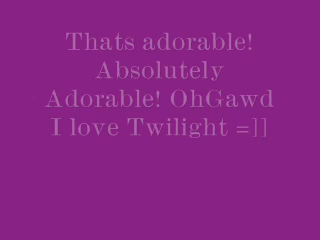 Thats adorable!
Absolutely
Adorable! OhGawd
I love Twilight =]]